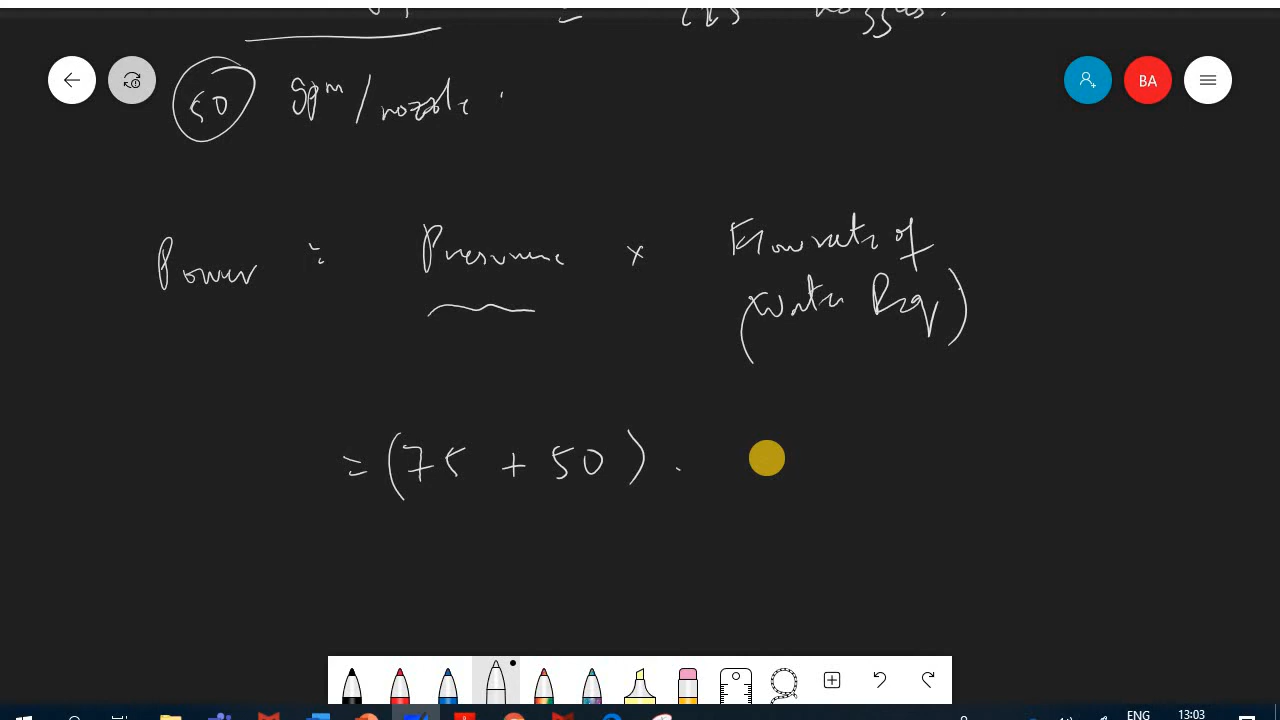 50 gpm/nozzle.
BA
Power = Pressure × Flowrate of
(Water Req)
= (75 + 50) .
ENG
13:03